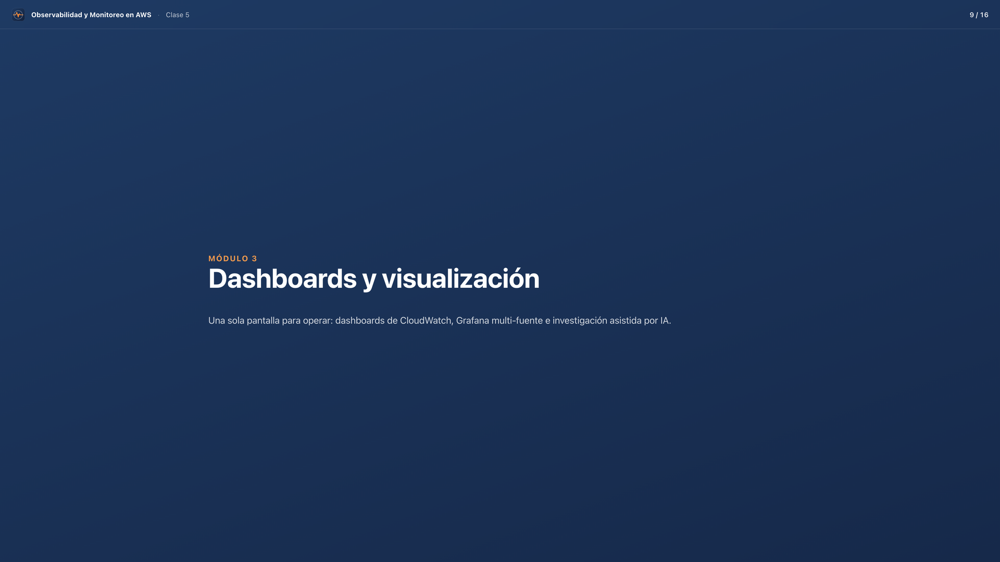 Observabilidad y Monitoreo en AWS · Clase 5
9 / 16
MÓDULO 3
Dashboards y visualización
Una sola pantalla para operar: dashboards de CloudWatch, Grafana multi-fuente e investigación asistida por IA.